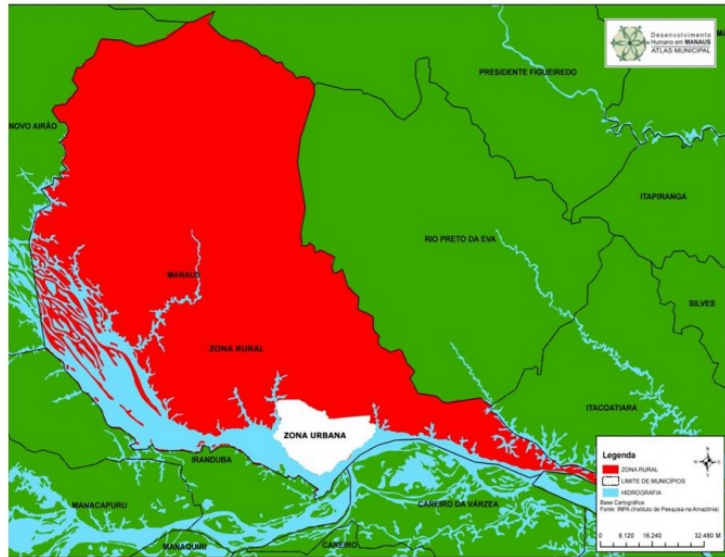 Desenvolvimento
Humano em MANAUS
ATLAS MUNICIPAL
PRESIDENTE FIGUEIREDO
NOVO AIRÃO
ITAPIRANGA
RIO PRETO DA EVA
MANAUS
SILVES
ZONA RURAL
ITACOATIARA
ZONA URBANA
IRANDUBA
MANACAPURU
CAREIRO DA VÁRZEA
MANAQUIRI
CAREIRO
Legenda
ZONA RURAL
LIMITE DE MUNICÍPIOS
HIDROGRAFIA
Base Cartográfica
Fonte: INPA (Instituto de Pesquisa na Amazônia)
0 8.120 16.240 32.480 M